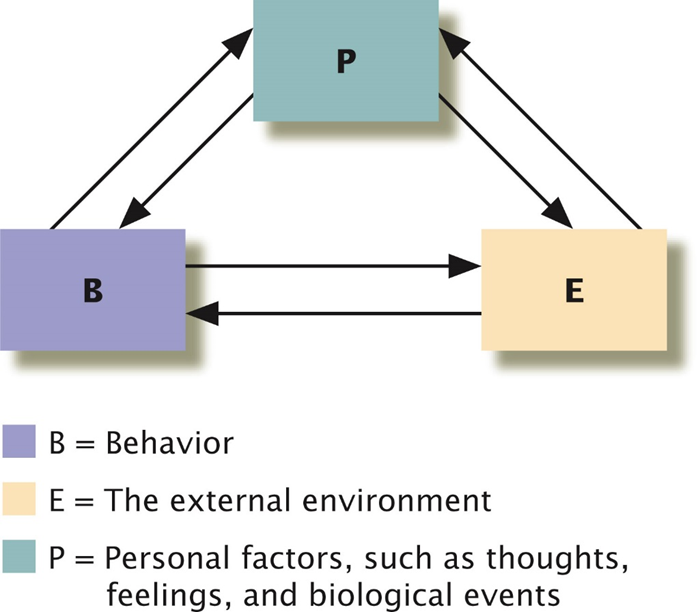 P
B
E
B = Behavior
E = The external environment
P = Personal factors, such as thoughts,
feelings, and biological events